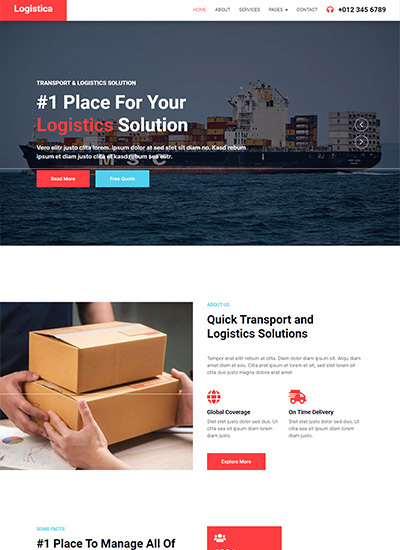 Logistica
HOME ABOUT SERVICES PAGES CONTACT +012 345 6789
TRANSPORT & LOGISTICS SOLUTION
#1 Place For Your
Logistics Solution
Vero elitr justo clita lorem. Ipsum dolor at sed stet sit diam no. Kasd rebum
ipsum et diam justo clita et kasd rebum sea elitr.
M S C
Read More Free Quote
ABOUT US
Quick Transport and
Logistics Solutions
Tempor erat elitr rebum at clita. Diam dolor diam ipsum sit. Aliqu diam
amet diam et eos. Clita erat ipsum et lorem et sit, sed stet lorem sit
clita duo justo magna dolore erat amet
Global Coverage
Stet stet justo dolor sed duo. Ut
clita sea ipsum diam lorem diam
justo.
On Time Delivery
Stet stet justo dolor sed duo. Ut
clita sea ipsum diam lorem diam
justo.
Explore More
SOME FACTS
#1 Place To Manage All Of